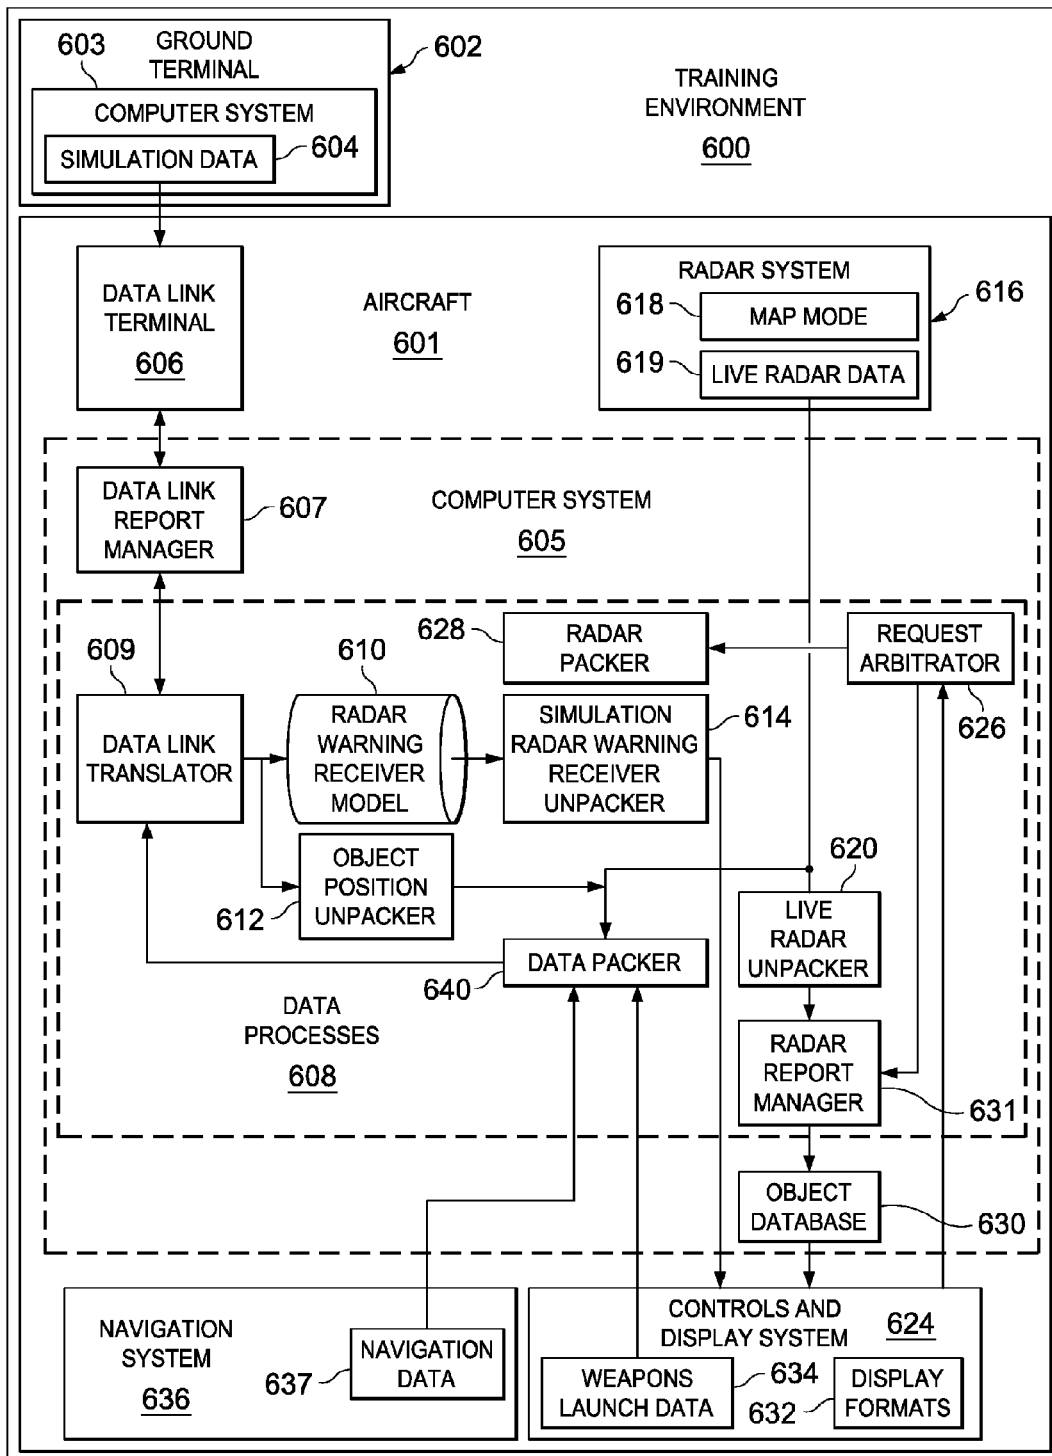 603
GROUND
TERMINAL
602
COMPUTER SYSTEM
SIMULATION DATA
604
TRAINING
ENVIRONMENT
600
DATA LINK
TERMINAL
606
AIRCRAFT
601
RADAR SYSTEM
618
MAP MODE
616
619
LIVE RADAR DATA
DATA LINK
REPORT
MANAGER
607
COMPUTER SYSTEM
605
628
RADAR
PACKER
REQUEST
ARBITRATOR
626
609
DATA LINK
TRANSLATOR
610
RADAR
WARNING
RECEIVER
MODEL
SIMULATION
RADAR WARNING
RECEIVER
UNPACKER
614
OBJECT
POSITION
UNPACKER
612
620
LIVE
RADAR
UNPACKER
DATA PACKER
640
DATA
PROCESSES
608
RADAR
REPORT
MANAGER
631
OBJECT
DATABASE
630
NAVIGATION
SYSTEM
636
NAVIGATION
DATA
637
CONTROLS AND
DISPLAY SYSTEM
624
WEAPONS
LAUNCH DATA
634
632
DISPLAY
FORMATS